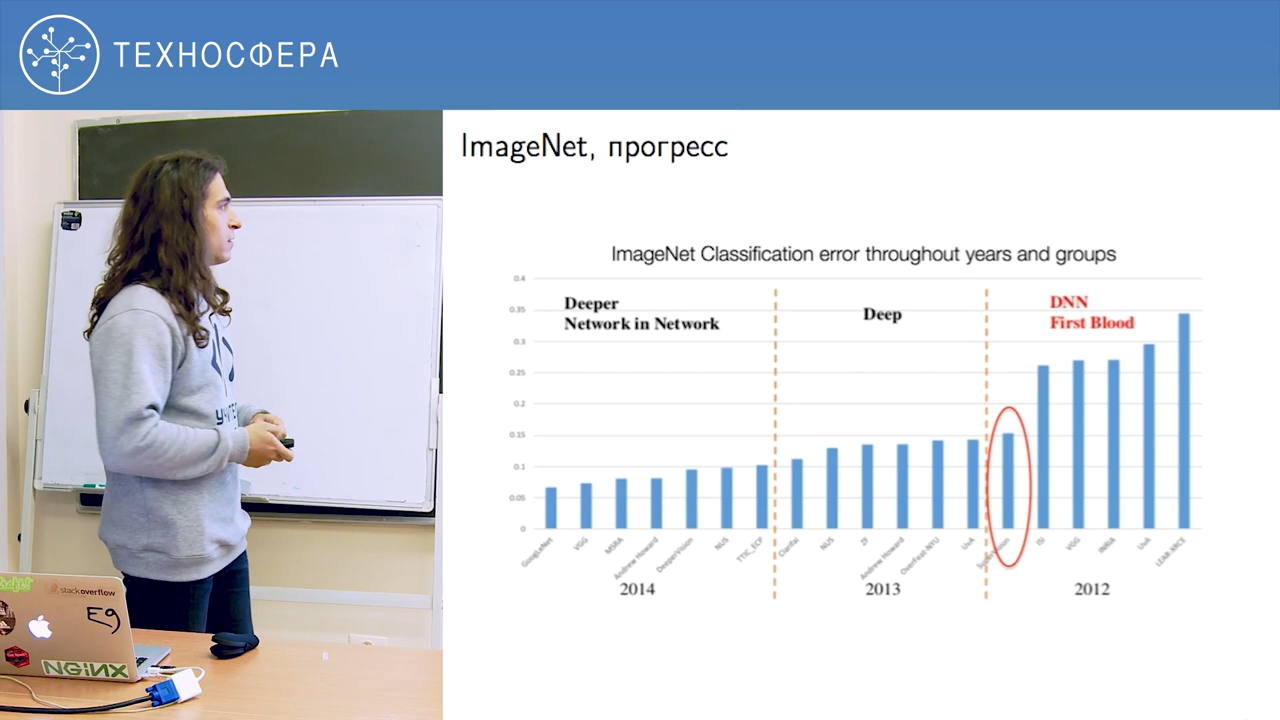 ТЕХНОСФЕРА
ImageNet, прогресс
ImageNet Classification error throughout years and groups
0.4
0.35
0.3
0.25
0.2
0.15
0.1
0.05
0
Deeper
Network in Network
Deep
DNN
First Blood
GoogLeNet
VGG
MSRA
Andrew Howard
DeeperVision
NUS
TTIC_ECP
Clarifai
NUS
ZF
Andrew Howard
OverFeat-NYU
UvA
SuperVision
ISI
VGG
INRIA
UvA
LEAR-XRCE
2014
2013
2012
stackoverflow
Eg
NGINX